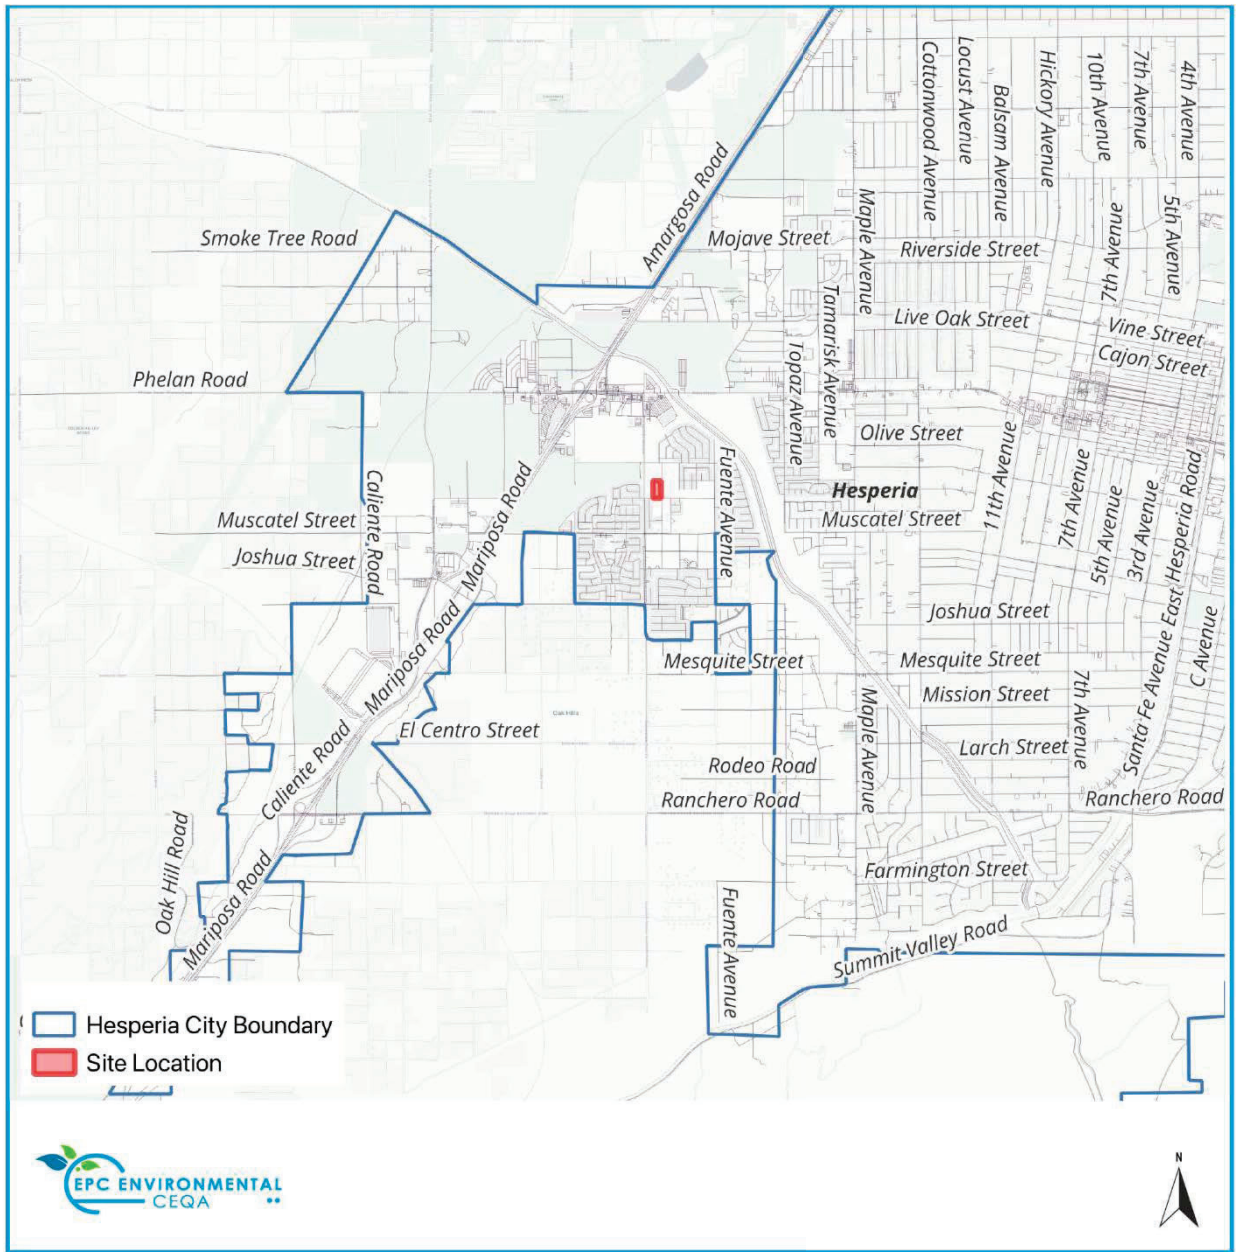 4th Avenue
7th Avenue
10th Avenue
Hickory Avenue
Locust Avenue
Balsam Avenue
Cottonwood Avenue
Amargosa Road
Maple Avenue
5th Avenue
7th Avenue
Smoke Tree Road
Mojave Street
Riverside Street
Tamarisk Avenue
Live Oak Street
Vine Street
Topaz Avenue
Cajon Street
Phelan Road
Olive Street
11th Avenue
Fuente Avenue
Mariposa Road
Caliente Road
7th Avenue
5th Avenue
3rd Avenue
Hesperia
Muscatel Street
Muscatel Street
Joshua Street
Santa Fe Avenue East
Hesperia Road
C Avenue
Joshua Street
Mariposa Road
Mesquite Street
Mesquite Street
Mission Street
7th Avenue
Maple Avenue
Oak Hills
El Centro Street
Caliente Road
Larch Street
Rodeo Road
Ranchero Road
Ranchero Road
Oak Hill Road
Mariposa Road
Farmington Street
Fuente Avenue
Summit Valley Road
Hesperia City Boundary
Site Location
EPC ENVIRONMENTAL
CEQA
N